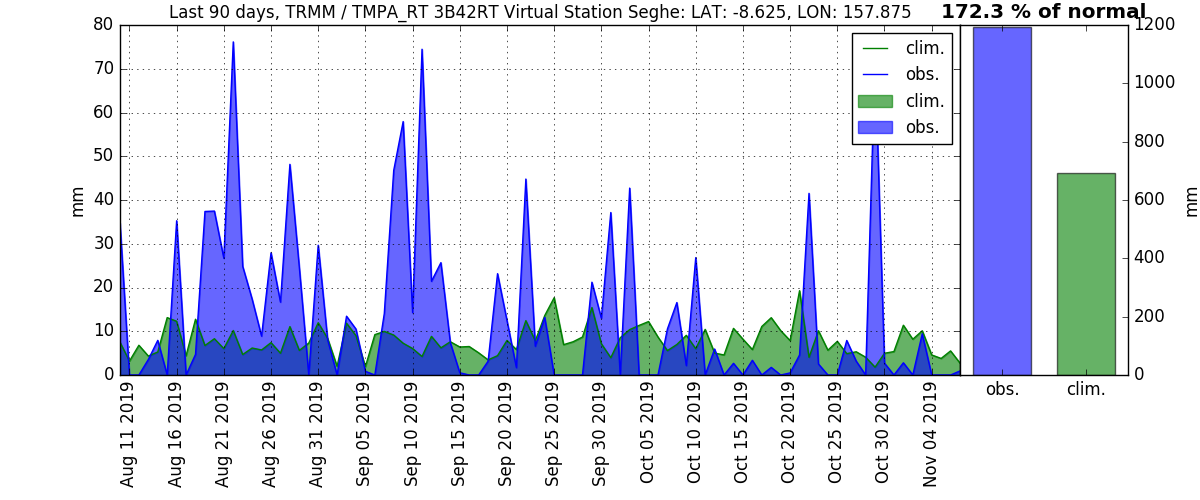 Last 90 days, TRMM / TMPA_RT 3B42RT Virtual Station Seghe: LAT: -8.625, LON: 157.875
172.3 % of normal
80
70
60
50
40
30
20
10
0
mm
clim.
obs.
clim.
obs.
1200
1000
800
600
400
200
0
mm
Aug 11 2019
Aug 16 2019
Aug 21 2019
Aug 26 2019
Aug 31 2019
Sep 05 2019
Sep 10 2019
Sep 15 2019
Sep 20 2019
Sep 25 2019
Sep 30 2019
Oct 05 2019
Oct 10 2019
Oct 15 2019
Oct 20 2019
Oct 25 2019
Oct 30 2019
Nov 04 2019
obs.
clim.